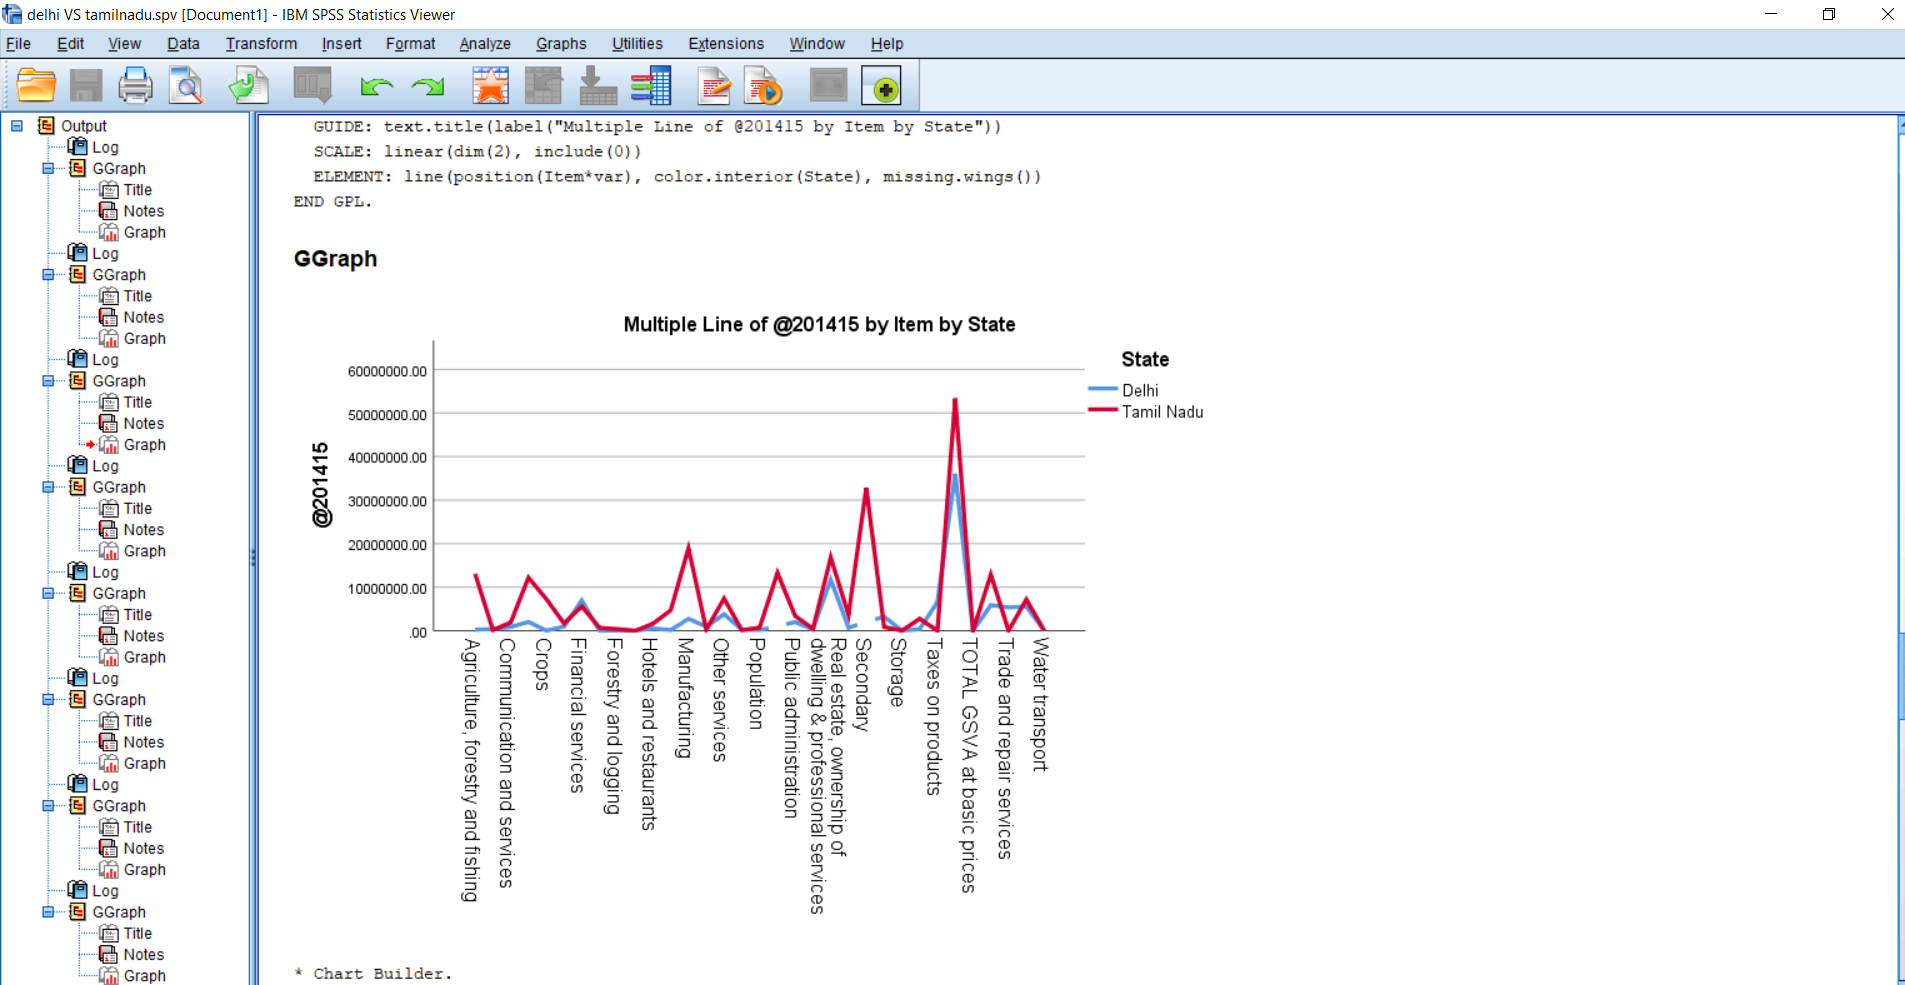 delhi VS tamilnadu.spv [Document1] - IBM SPSS Statistics Viewer
File Edit View Data Transform Insert Format Analyze Graphs Utilities Extensions Window Help
Output
Log
GGraph
Title
Notes
Graph
Log
GGraph
Title
Notes
Graph
Log
GGraph
Title
Notes
Graph
Log
GGraph
Title
Notes
Graph
Log
GGraph
Title
Notes
Graph
Log
GGraph
Title
Notes
Graph
Log
GGraph
Title
Notes
Graph
Log
GGraph
Title
Notes
Graph
GUIDE: text.title(label("Multiple Line of @201415 by Item by State"))
SCALE: linear(dim(2), include(0))
ELEMENT: line(position(Item*var), color.interior(State), missing.wings())
END GPL.
GGraph
Multiple Line of @201415 by Item by State
@201415
60000000.00
50000000.00
40000000.00
30000000.00
20000000.00
10000000.00
.00
State
Delhi
Tamil Nadu
Agriculture, forestry and fishing
Communication and services
Crops
Financial services
Forestry and logging
Hotels and restaurants
Manufacturing
Other services
Population
Public administration
Real estate, ownership of
dwelling & professional services
Secondary
Storage
Taxes on products
TOTAL GSVA at basic prices
Trade and repair services
Water transport
* Chart Builder.